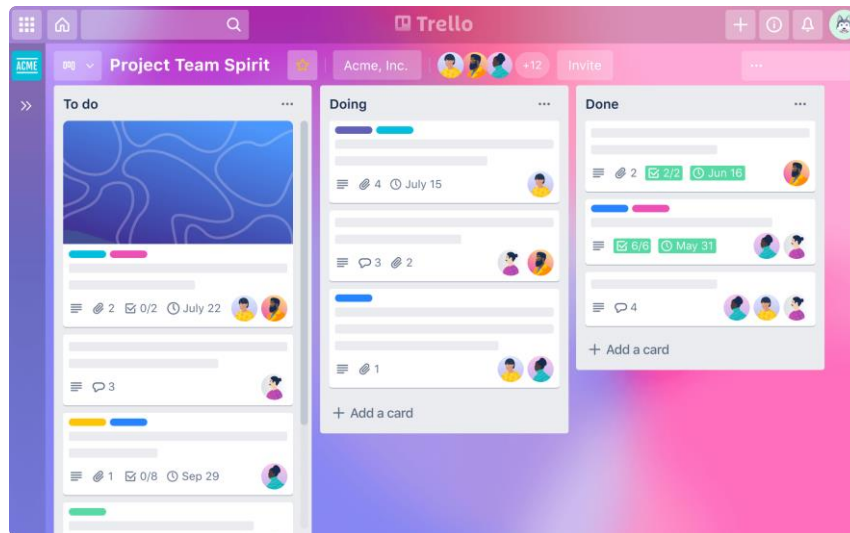 Trello
ACME
Project Team Spirit
Acme, Inc.
+12
Invite
To do
2 0/2 July 22
3
1 0/8 Sep 29
Doing
4 July 15
3 2
1
+ Add a card
Done
2 2/2 Jun 16
6/6 May 31
4
+ Add a card